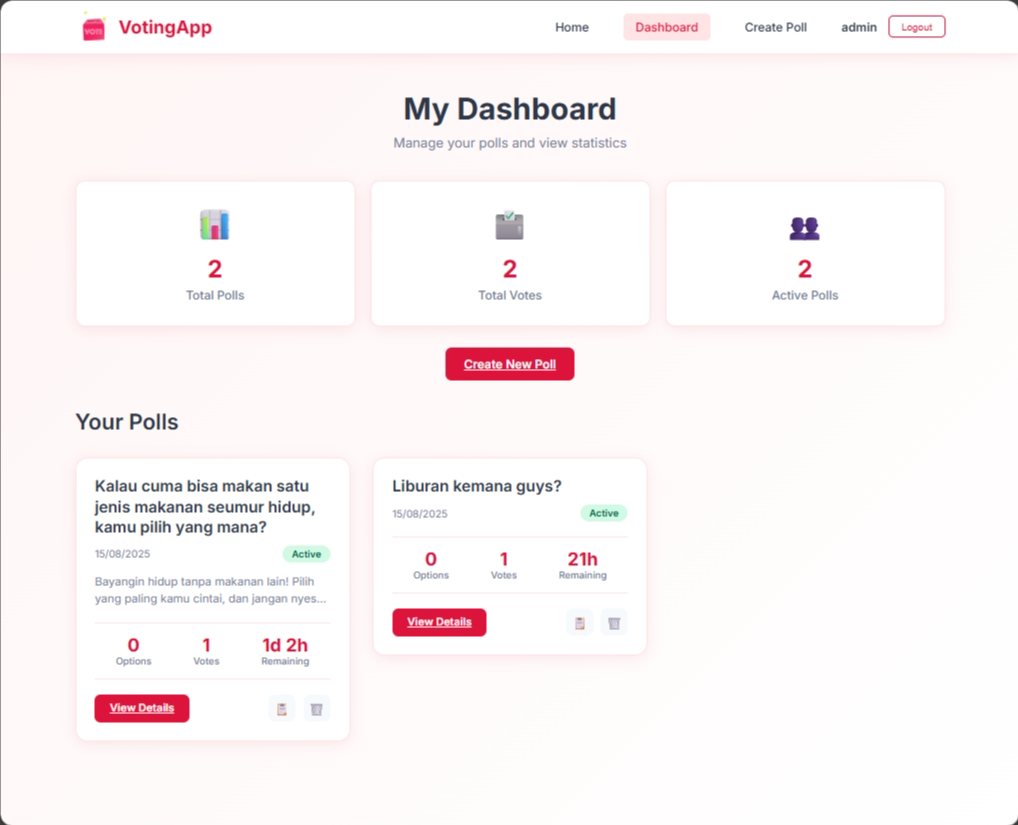 VOTE
VotingApp
Home
Dashboard
Create Poll
admin
Logout
My Dashboard
Manage your polls and view statistics
2
Total Polls
2
Total Votes
2
Active Polls
Create New Poll
Your Polls
Kalau cuma bisa makan satu
jenis makanan seumur hidup,
kamu pilih yang mana?
15/08/2025
Active
Bayangin hidup tanpa makanan lain! Pilih
yang paling kamu cintai, dan jangan nyes...
0
Options
1
Votes
1d 2h
Remaining
View Details
Liburan kemana guys?
15/08/2025
Active
0
Options
1
Votes
21h
Remaining
View Details